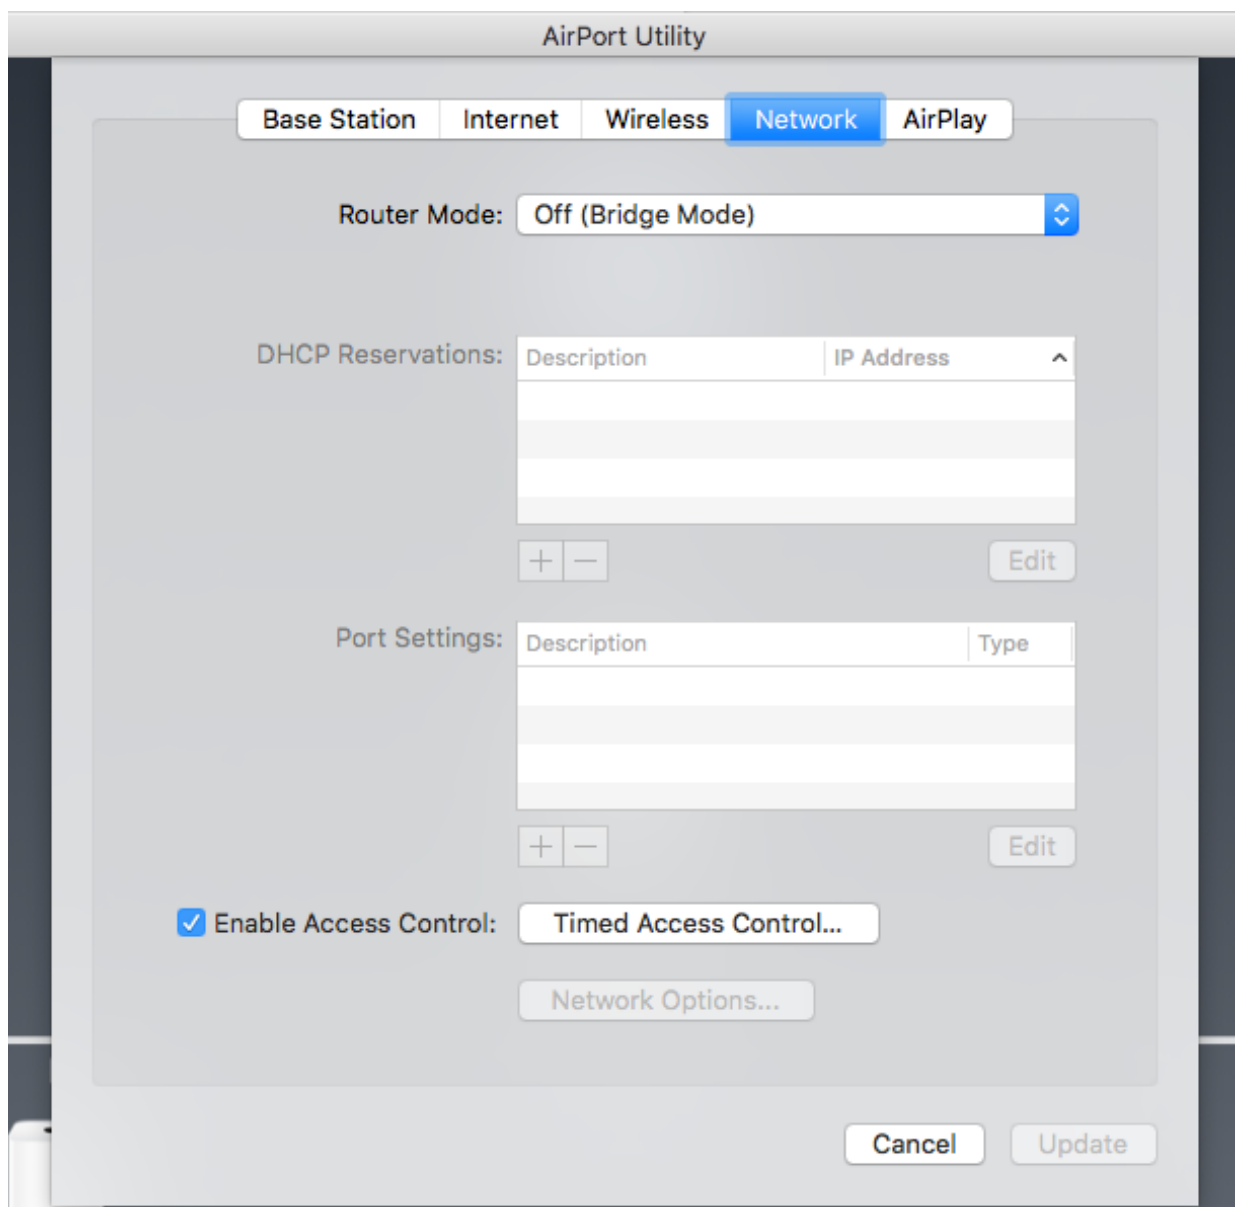 AirPort Utility
Base Station Internet Wireless Network AirPlay
Router Mode: Off (Bridge Mode)
DHCP Reservations: Description IP Address
Edit
Port Settings: Description Type
Edit
Enable Access Control: Timed Access Control...
Network Options...
Cancel Update